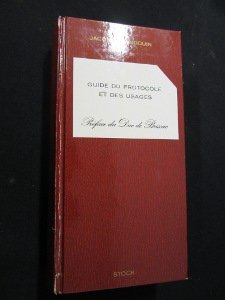 GUIDE DU PROTOCOLE
ET DES USAGES
Préface du Duc de Brissac
STOCK